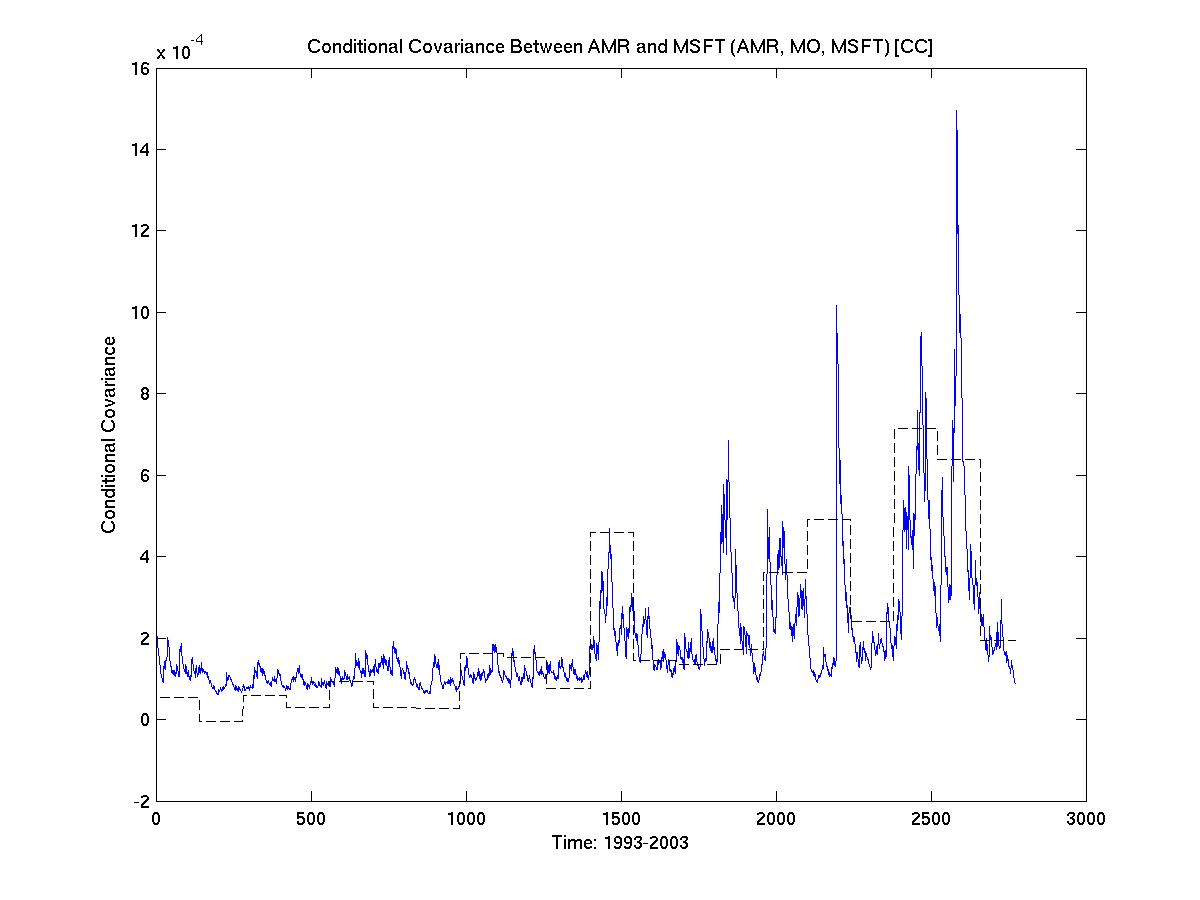 Conditional Covariance Between AMR and MSFT (AMR, MO, MSFT) [CC]
x 10-4
16
14
12
10
8
6
4
2
0
-2
Conditional Covariance
0 500 1000 1500 2000 2500 3000
Time: 1993-2003